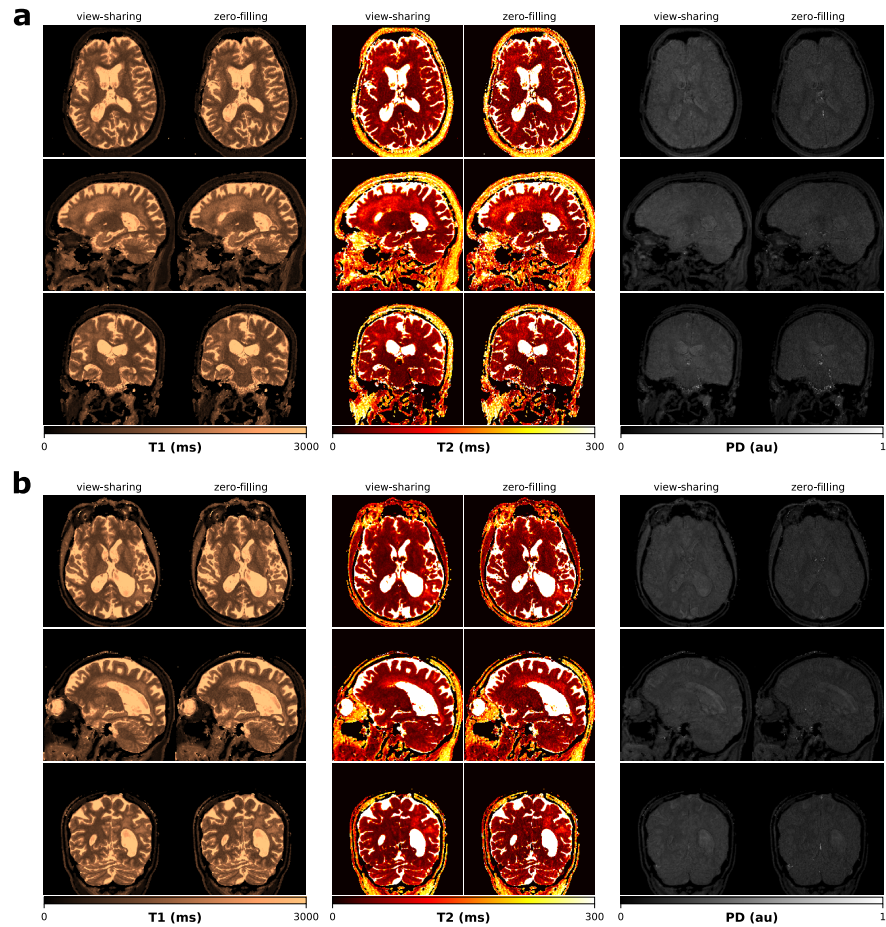 a
view-sharing zero-filling view-sharing zero-filling view-sharing zero-filling
0 T1 (ms) 3000 0 T2 (ms) 300 0 PD (au) 1
b
view-sharing zero-filling view-sharing zero-filling view-sharing zero-filling
0 T1 (ms) 3000 0 T2 (ms) 300 0 PD (au) 1